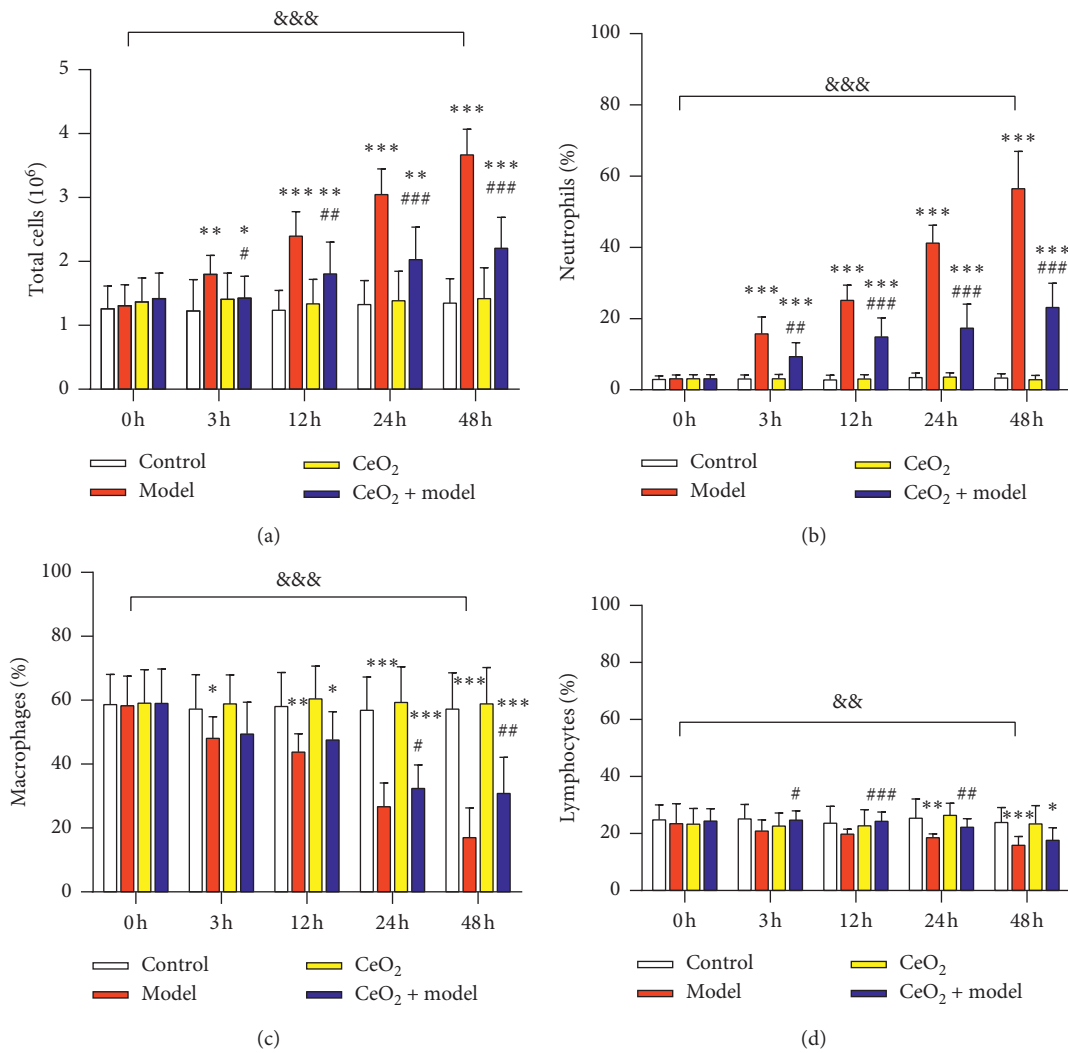 &&&
5
4
3
2
1
0
Total cells (10⁶)
** *
# *** **
## *** **
### *** ***
###
0 h 3 h 12 h 24 h 48 h
Control CeO₂
Model CeO₂ + model
(a)
100
80
60
40
20
0
Neutrophils (%)
&&&
*** ***
## *** ***
### *** ***
### *** ***
###
0 h 3 h 12 h 24 h 48 h
Control CeO₂
Model CeO₂ + model
(b)
100
80
60
40
20
0
Macrophages (%)
&&&
* ** * *** ***
# *** ***
##
0 h 3 h 12 h 24 h 48 h
Control CeO₂
Model CeO₂ + model
(c)
100
80
60
40
20
0
Lymphocytes (%)
&&
# ### ** ## *** *
0 h 3 h 12 h 24 h 48 h
Control CeO₂
Model CeO₂ + model
(d)